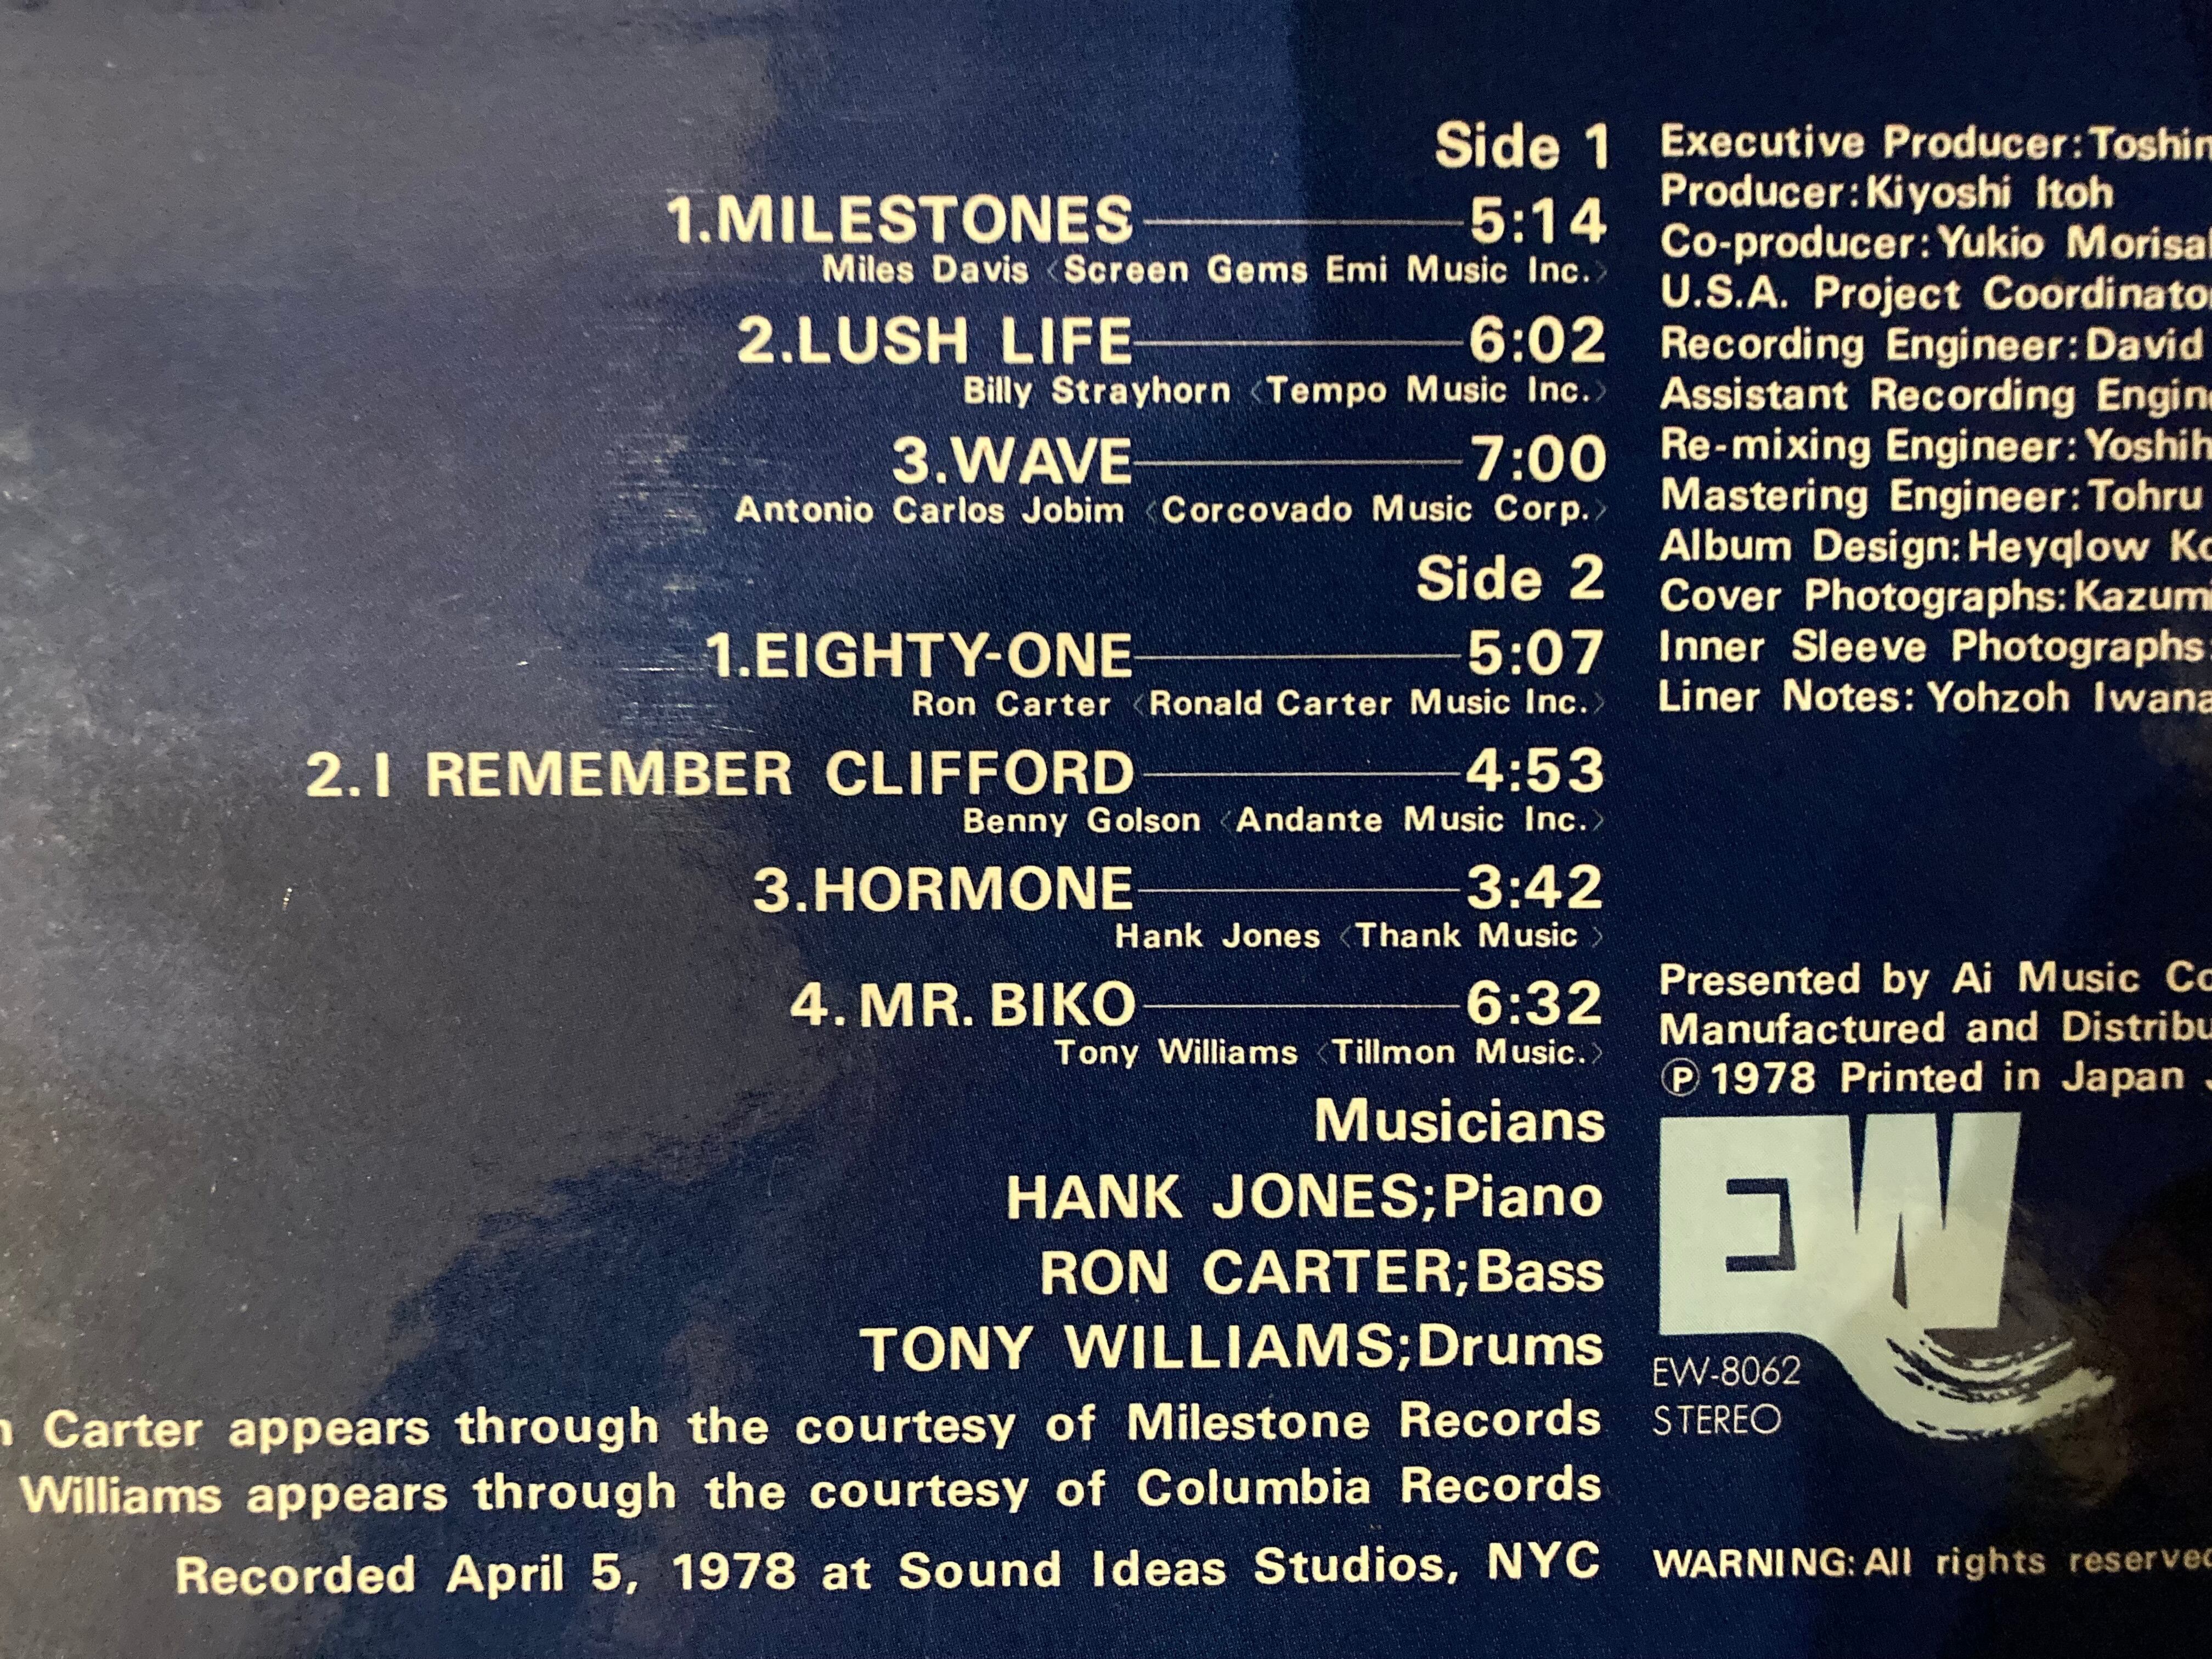 Side 1
1.MILESTONES 5:14
Miles Davis <Screen Gems Emi Music Inc.>
2.LUSH LIFE 6:02
Billy Strayhorn <Tempo Music Inc.>
3.WAVE 7:00
Antonio Carlos Jobim <Corcovado Music Corp.>
Side 2
1.EIGHTY-ONE 5:07
Ron Carter <Ronald Carter Music Inc.>
2.I REMEMBER CLIFFORD 4:53
Benny Golson <Andante Music Inc.>
3.HORMONE 3:42
Hank Jones <Thank Music >
4.MR. BIKO 6:32
Tony Williams <Tillmon Music.>
Musicians
HANK JONES;Piano
RON CARTER;Bass
TONY WILLIAMS;Drums
Carter appears through the courtesy of Milestone Records
Williams appears through the courtesy of Columbia Records
Recorded April 5, 1978 at Sound Ideas Studios, NYC
Executive Producer:
Producer:Kiyoshi Itoh
Co-producer:Yukio
U.S.A. Project
Recording Engineer:David
Assistant Recording
Re-mixing Engineer:
Mastering Engineer:Tohru
Album Design:Heyqlow
Cover Photographs:
Inner Sleeve Photographs:
Liner Notes:Yohzoh
Presented by Ai Music
Manufactured and
Ⓟ1978 Printed in Japan
EW
EW-8062
STEREO
WARNING:All rights